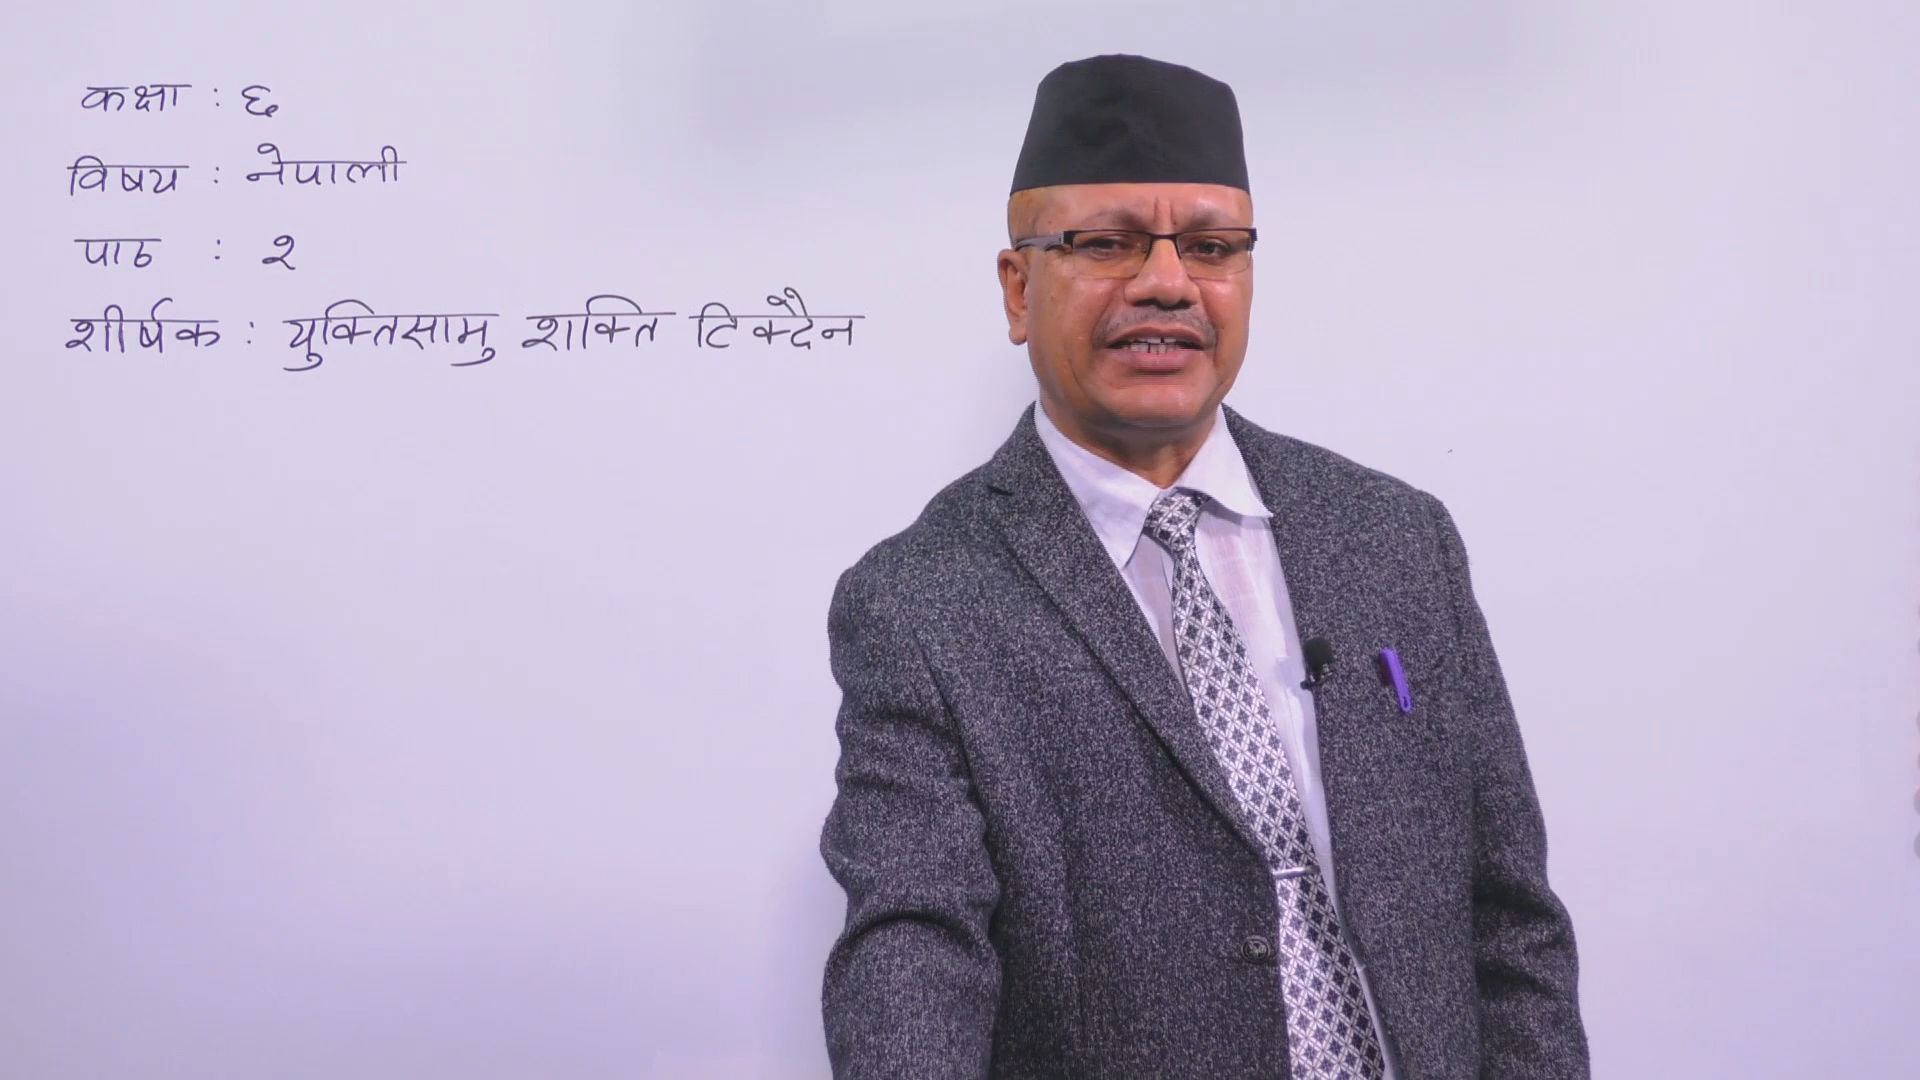 कक्षा : ६
विषय : नेपाली
पाठ : २
शीर्षक : युक्तिसामु शक्ति टिक्दैन